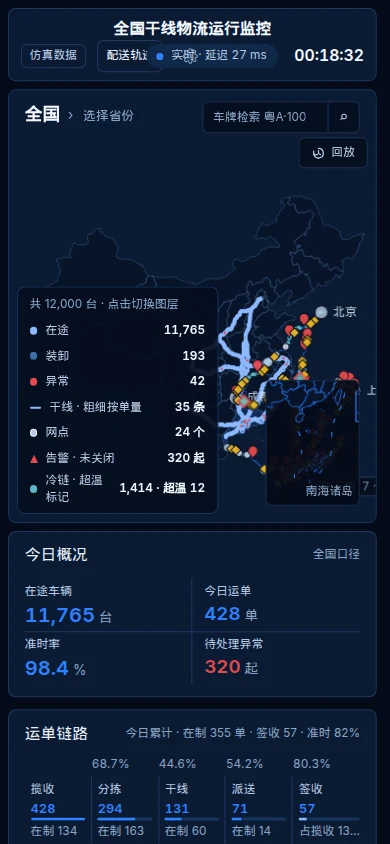 全国干线物流运行监控
仿真数据
配送轨迹
实时 · 延迟 27 ms
00:18:32
全国 › 选择省份
车牌检索 粤A·100
回放
北京
成都
上
7
南海诸岛
共 12,000 台 · 点击切换图层
在途 11,765
装卸 193
异常 42
干线 · 粗细按单量 35 条
网点 24 个
告警 · 未关闭 320 起
冷链 · 超温
标记 1,414 · 超温 12
今日概况 全国口径
在途车辆 今日运单
11,765 台 428 单
准时率 待处理异常
98.4 % 320 起
运单链路 今日累计 · 在制 355 单 · 签收 57 · 准时 82%
68.7% 44.6% 54.2% 80.3%
揽收 分拣 干线 派送 签收
428 294 131 71 57
在制 134 在制 163 在制 60 在制 14 占揽收 13...